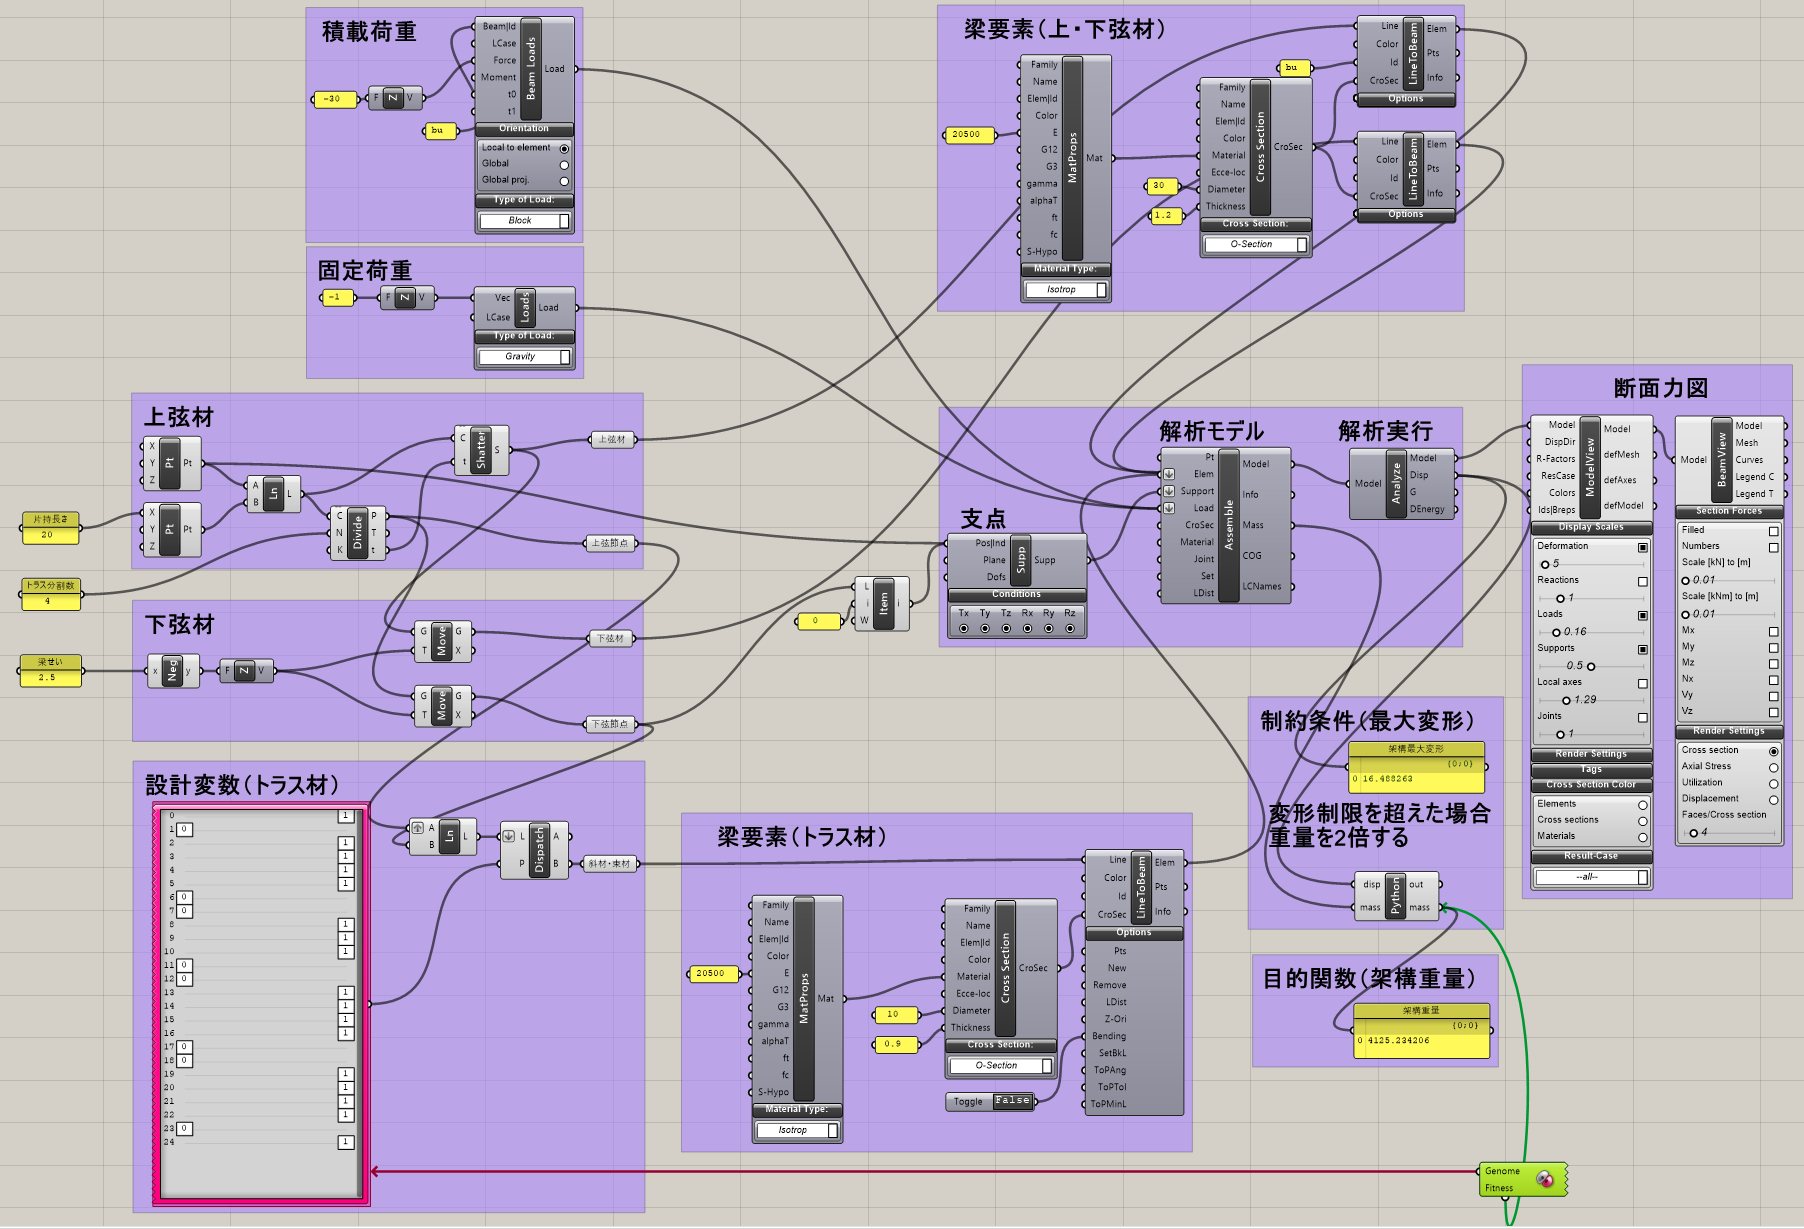 積載荷重
Beam|Id
LCase
Force
Moment
t0
t1
Beam Loads
Load
-30
F Z V
bu
Orientation
Local to element
Global
Global proj.
Type of Load:
Block
固定荷重
-1
F Z V
Vec
LCase
Loads
Load
Type of Load:
Gravity
梁要素(上・下弦材)
Family
Name
Elem|Id
Color
E
G12
G3
gamma
alphaT
ft
fc
S-Hypo
MatProps
Mat
20500
Material Type:
Isotrop
Family
Name
Elem|Id
Color
Material
Ecce-loc
Diameter
Thickness
Cross Section
CroSec
30
1.2
Cross Section:
O-Section
bu
Line
Color
Id
CroSec
LineToBeam
Elem
Pts
Info
Options
Line
Color
Id
CroSec
LineToBeam
Elem
Pts
Info
Options
上弦材
X
Y
Z
Pt
Pt
X
Y
Z
Pt
Pt
A
B
Ln
L
C
N
K
Divide
P
T
t
C
t
Shatter
S
上弦材
上弦節点
片持長さ
20
トラス分割数
4
下弦材
梁せい
2.5
x Neg y
F Z V
G
T
Move
G
X
G
T
Move
G
X
下弦材
下弦節点
0
L
i
W
Item
i
支点
Pos|Ind
Plane
Dofs
Supp
Supp
Conditions
Tx Ty Tz Rx Ry Rz
解析モデル
Pt
Elem
Support
Load
CroSec
Material
Joint
Set
LDist
Assemble
Model
Info
Mass
COG
LCNames
解析実行
Model
Analyze
Model
Disp
G
DEnergy
断面力図
Model
DispDir
R-Factors
ResCase
Colors
Ids|Breps
ModelView
Model
defMesh
defAxes
defModel
Display Scales
Deformation
5
Reactions
1
Loads
0.16
Supports
0.5
Local axes
1.29
Joints
1
Render Settings
Tags
Cross Section Color
Elements
Cross sections
Materials
Result-Case
--all--
Model
BeamView
Model
Mesh
Curves
Legend C
Legend T
Section Forces
Filled
Numbers
Scale [kN] to [m]
0.01
Scale [kNm] to [m]
0.01
Mx
My
Mz
Nx
Vy
Vz
Render Settings
Cross section
Axial Stress
Utilization
Displacement
Faces/Cross section
4
設計変数(トラス材)
0 1
1 0
2 1
3 1
4 1
5 1
6 0
7 0
8 1
9 1
10 1
11 0
12 0
13 1
14 1
15 1
16 1
17 0
18 0
19 1
20 1
21 1
22 1
23 0
24 1
A
B
Ln
L
L
P
Dispatch
A
B
斜材・束材
梁要素(トラス材)
Family
Name
Elem|Id
Color
E
G12
G3
gamma
alphaT
ft
fc
S-Hypo
MatProps
Mat
20500
Material Type:
Isotrop
Family
Name
Elem|Id
Color
Material
Ecce-loc
Diameter
Thickness
Cross Section
CroSec
10
0.9
Cross Section:
O-Section
Toggle False
Line
Color
Id
CroSec
LineToBeam
Elem
Pts
Info
Options
Pts
New
Remove
LDist
Z-Ori
Bending
SetBkL
ToPAng
ToPTol
ToPMinL
制約条件(最大変形)
架構最大変形
{0;0}
0 16.488263
変形制限を超えた場合
重量を2倍する
disp
mass
Python
out
mass
目的関数(架構重量)
架構重量
{0;0}
0 4125.234206
Genome
Fitness